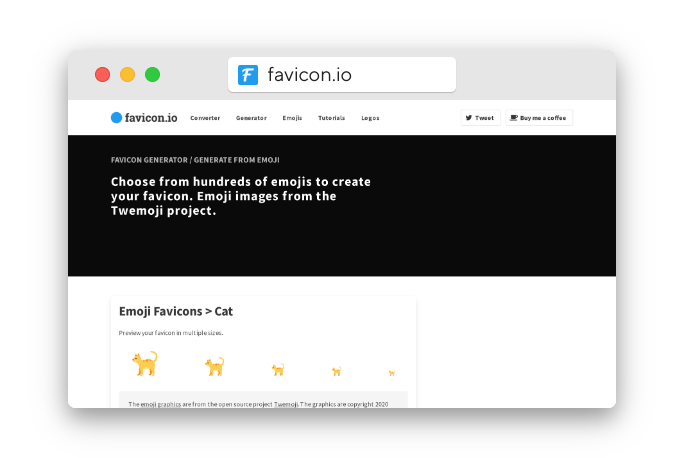 favicon.io
favicon.io Converter Generator Emojis Tutorials Logos Tweet Buy me a coffee
FAVICON GENERATOR / GENERATE FROM EMOJI
Choose from hundreds of emojis to create
your favicon. Emoji images from the
Twemoji project.
Emoji Favicons > Cat
Preview your favicon in multiple sizes.
The emoji graphics are from the open source project Twemoji. The graphics are copyright 2020